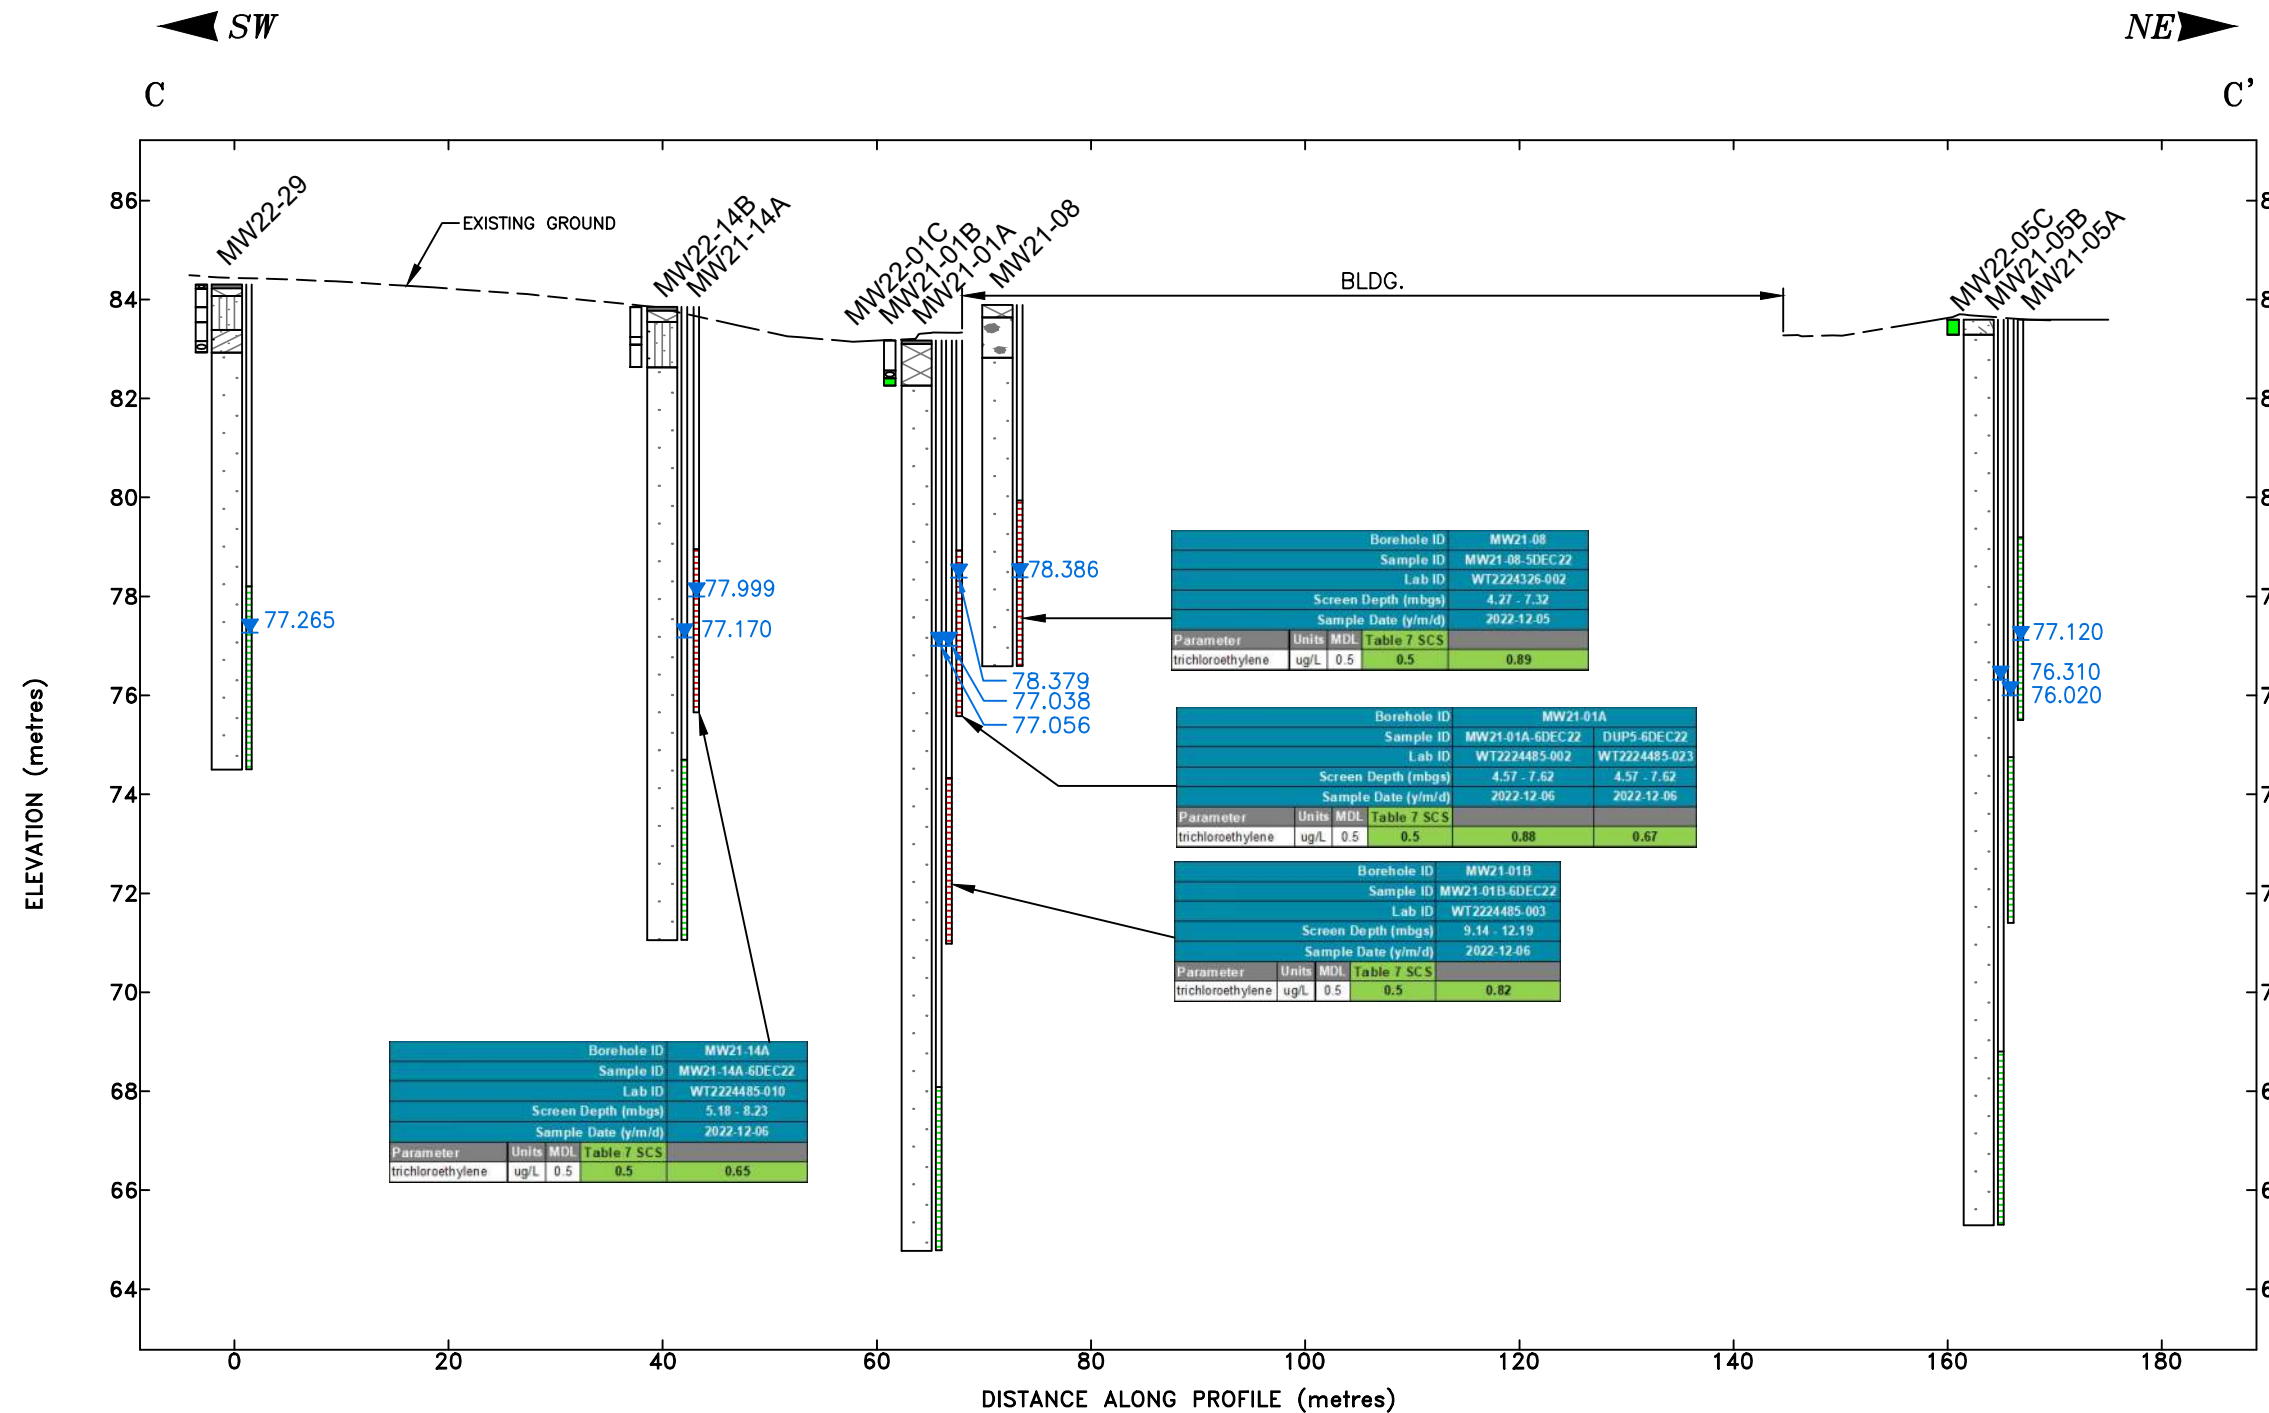 SW
NE
C
C'
MW22-29
MW22-14B
MW21-14A
MW22-01C
MW21-01B
MW21-01A
MW21-08
MW22-05C
MW21-05B
MW21-05A
EXISTING GROUND
BLDG.
86
84
82
80
78
76
74
72
70
68
66
64
ELEVATION (metres)
77.265
77.999
77.170
78.386
78.379
77.038
77.056
77.120
76.310
76.020
Borehole ID MW21-08
Sample ID MW21-08-5DEC22
Lab ID WT2224326-002
Screen Depth (mbgs) 4.27 - 7.32
Sample Date (y/m/d) 2022-12-05
Parameter Units MDL Table 7 SCS
trichloroethylene ug/L 0.5 0.5 0.89
Borehole ID MW21-01A
Sample ID MW21-01A-6DEC22 DUP5-6DEC22
Lab ID WT2224485-002 WT2224485-023
Screen Depth (mbgs) 4.57 - 7.62 4.57 - 7.62
Sample Date (y/m/d) 2022-12-06 2022-12-06
Parameter Units MDL Table 7 SCS
trichloroethylene ug/L 0.5 0.5 0.88 0.67
Borehole ID MW21-01B
Sample ID MW21-01B-6DEC22
Lab ID WT2224485-003
Screen Depth (mbgs) 9.14 - 12.19
Sample Date (y/m/d) 2022-12-06
Parameter Units MDL Table 7 SCS
trichloroethylene ug/L 0.5 0.5 0.82
Borehole ID MW21-14A
Sample ID MW21-14A-6DEC22
Lab ID WT2224485-010
Screen Depth (mbgs) 5.18 - 8.23
Sample Date (y/m/d) 2022-12-06
Parameter Units MDL Table 7 SCS
trichloroethylene ug/L 0.5 0.5 0.65
0 20 40 60 80 100 120 140 160 180
DISTANCE ALONG PROFILE (metres)